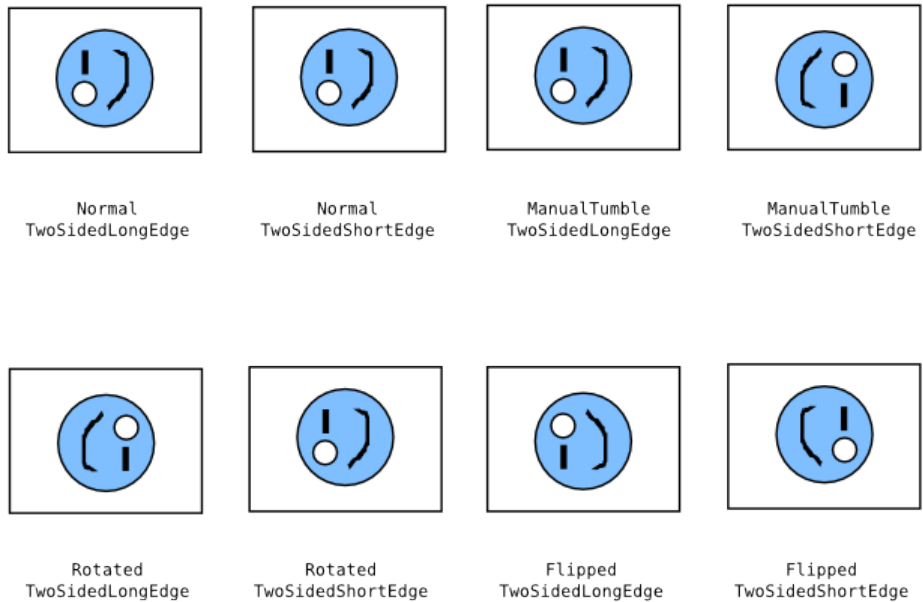 Normal
TwoSidedLongEdge
Normal
TwoSidedShortEdge
ManualTumble
TwoSidedLongEdge
ManualTumble
TwoSidedShortEdge
Rotated
TwoSidedLongEdge
Rotated
TwoSidedShortEdge
Flipped
TwoSidedLongEdge
Flipped
TwoSidedShortEdge